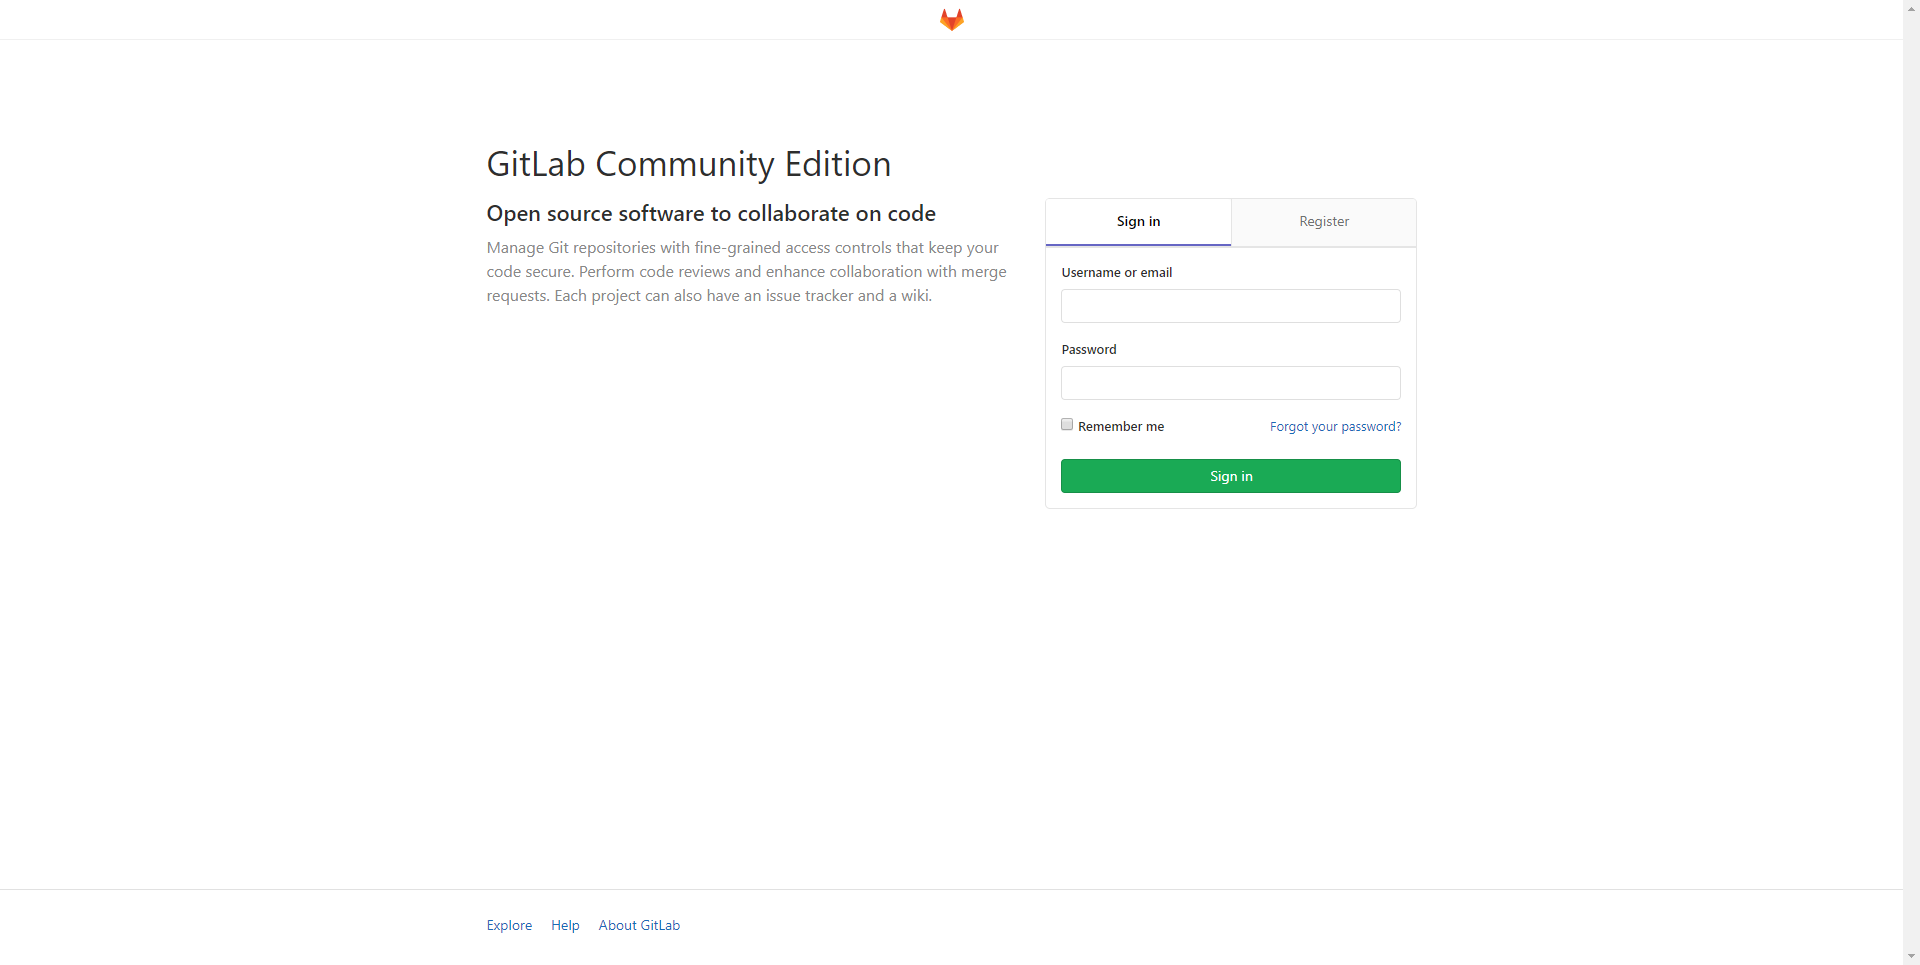 GitLab Community Edition
Open source software to collaborate on code
Manage Git repositories with fine-grained access controls that keep your
code secure. Perform code reviews and enhance collaboration with merge
requests. Each project can also have an issue tracker and a wiki.
Sign in
Register
Username or email
Password
Remember me
Forgot your password?
Sign in
Explore
Help
About GitLab